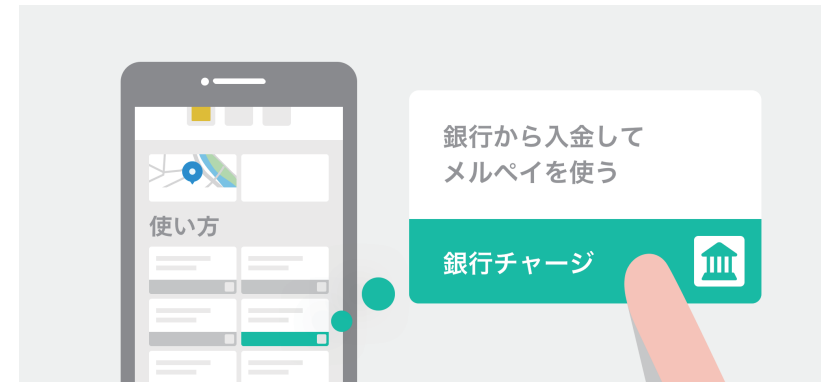 使い方
銀行から入金して
メルペイを使う
銀行チャージ